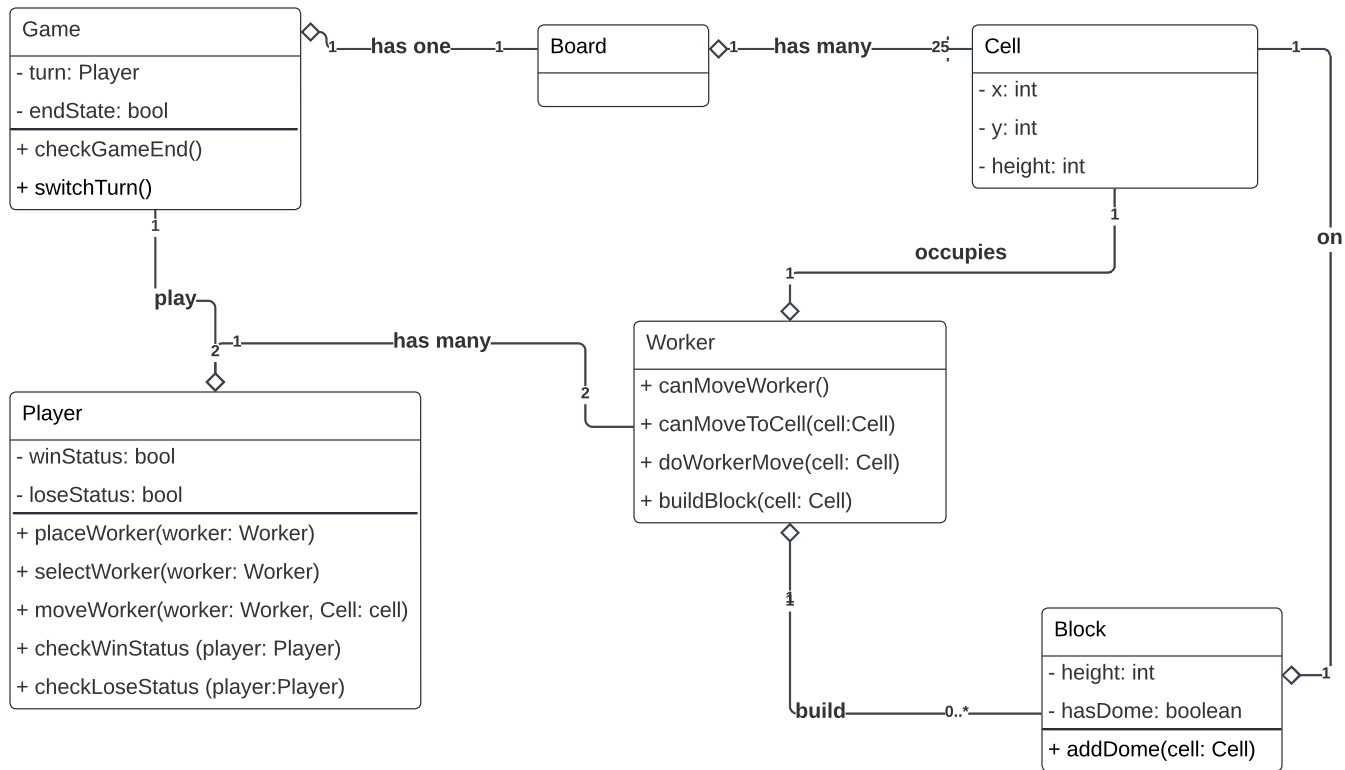 Game
- turn: Player
- endState: bool
+ checkGameEnd()
+ switchTurn()
1 has one 1
Board
1 has many 25
Cell
- x: int
- y: int
- height: int
1
on
1
1
occupies
1
1
play
2
1 has many 2
Worker
+ canMoveWorker()
+ canMoveToCell(cell:Cell)
+ doWorkerMove(cell: Cell)
+ buildBlock(cell: Cell)
Player
- winStatus: bool
- loseStatus: bool
+ placeWorker(worker: Worker)
+ selectWorker(worker: Worker)
+ moveWorker(worker: Worker, Cell: cell)
+ checkWinStatus (player: Player)
+ checkLoseStatus (player:Player)
1
build 0..*
Block
- height: int
- hasDome: boolean
+ addDome(cell: Cell)